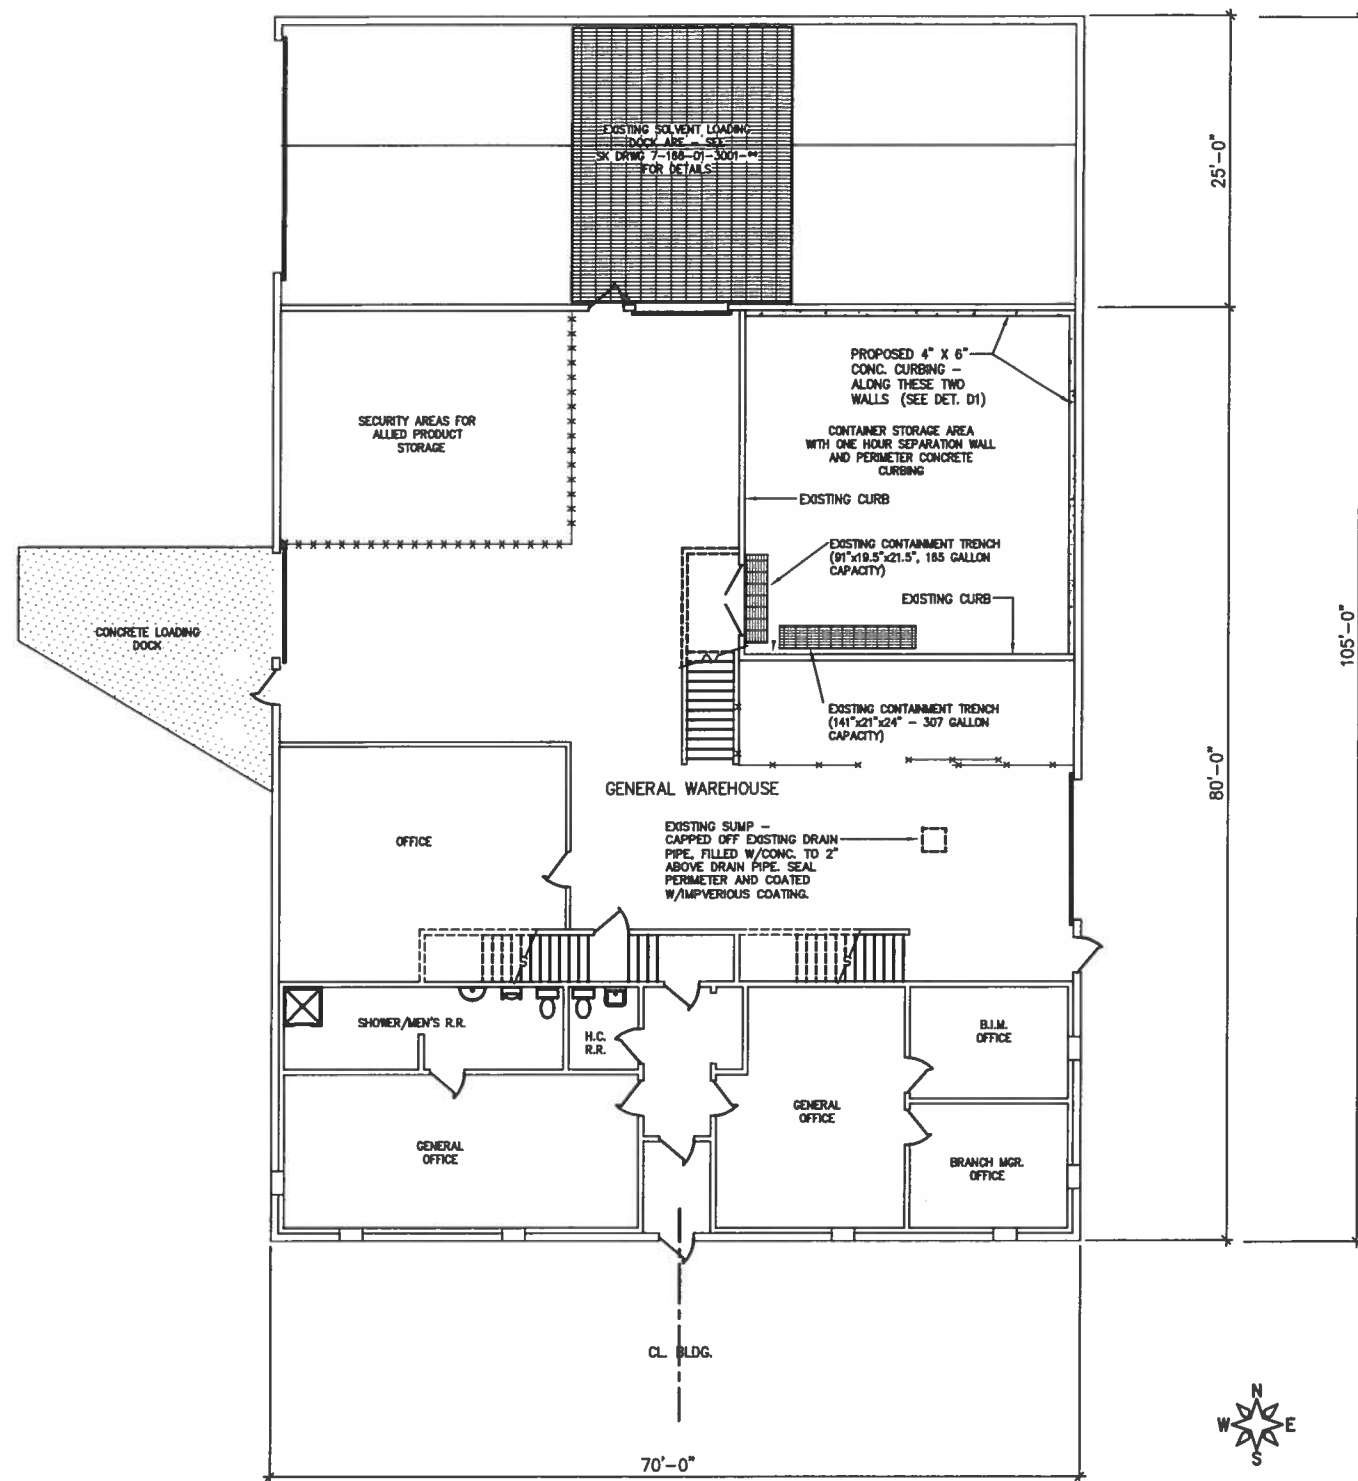 EXISTING SOLVENT LOADING
DOCK ARE - SEE
SK DRWG 7-188-01-3001-**
FOR DETAILS
25'-0"
PROPOSED 4" X 6"
CONC. CURBING -
ALONG THESE TWO
WALLS (SEE DET. D1)
SECURITY AREAS FOR
ALLIED PRODUCT
STORAGE
CONTAINER STORAGE AREA
WITH ONE HOUR SEPARATION WALL
AND PERIMETER CONCRETE
CURBING
EXISTING CURB
EXISTING CONTAINMENT TRENCH
(91"x19.5"x21.5", 165 GALLON
CAPACITY)
EXISTING CURB
CONCRETE LOADING
DOCK
105'-0"
EXISTING CONTAINMENT TRENCH
(141"x21"x24" - 307 GALLON
CAPACITY)
80'-0"
GENERAL WAREHOUSE
OFFICE
EXISTING SUMP -
CAPPED OFF EXISTING DRAIN
PIPE, FILLED W/CONC. TO 2"
ABOVE DRAIN PIPE. SEAL
PERIMETER AND COATED
W/IMPVERIOUS COATING.
S
S
SHOWER/MEN'S R.R.
H.C.
R.R.
B.I.M.
OFFICE
GENERAL
OFFICE
GENERAL
OFFICE
BRANCH MGR.
OFFICE
CL. BLDG.
N
W E
S
70'-0"